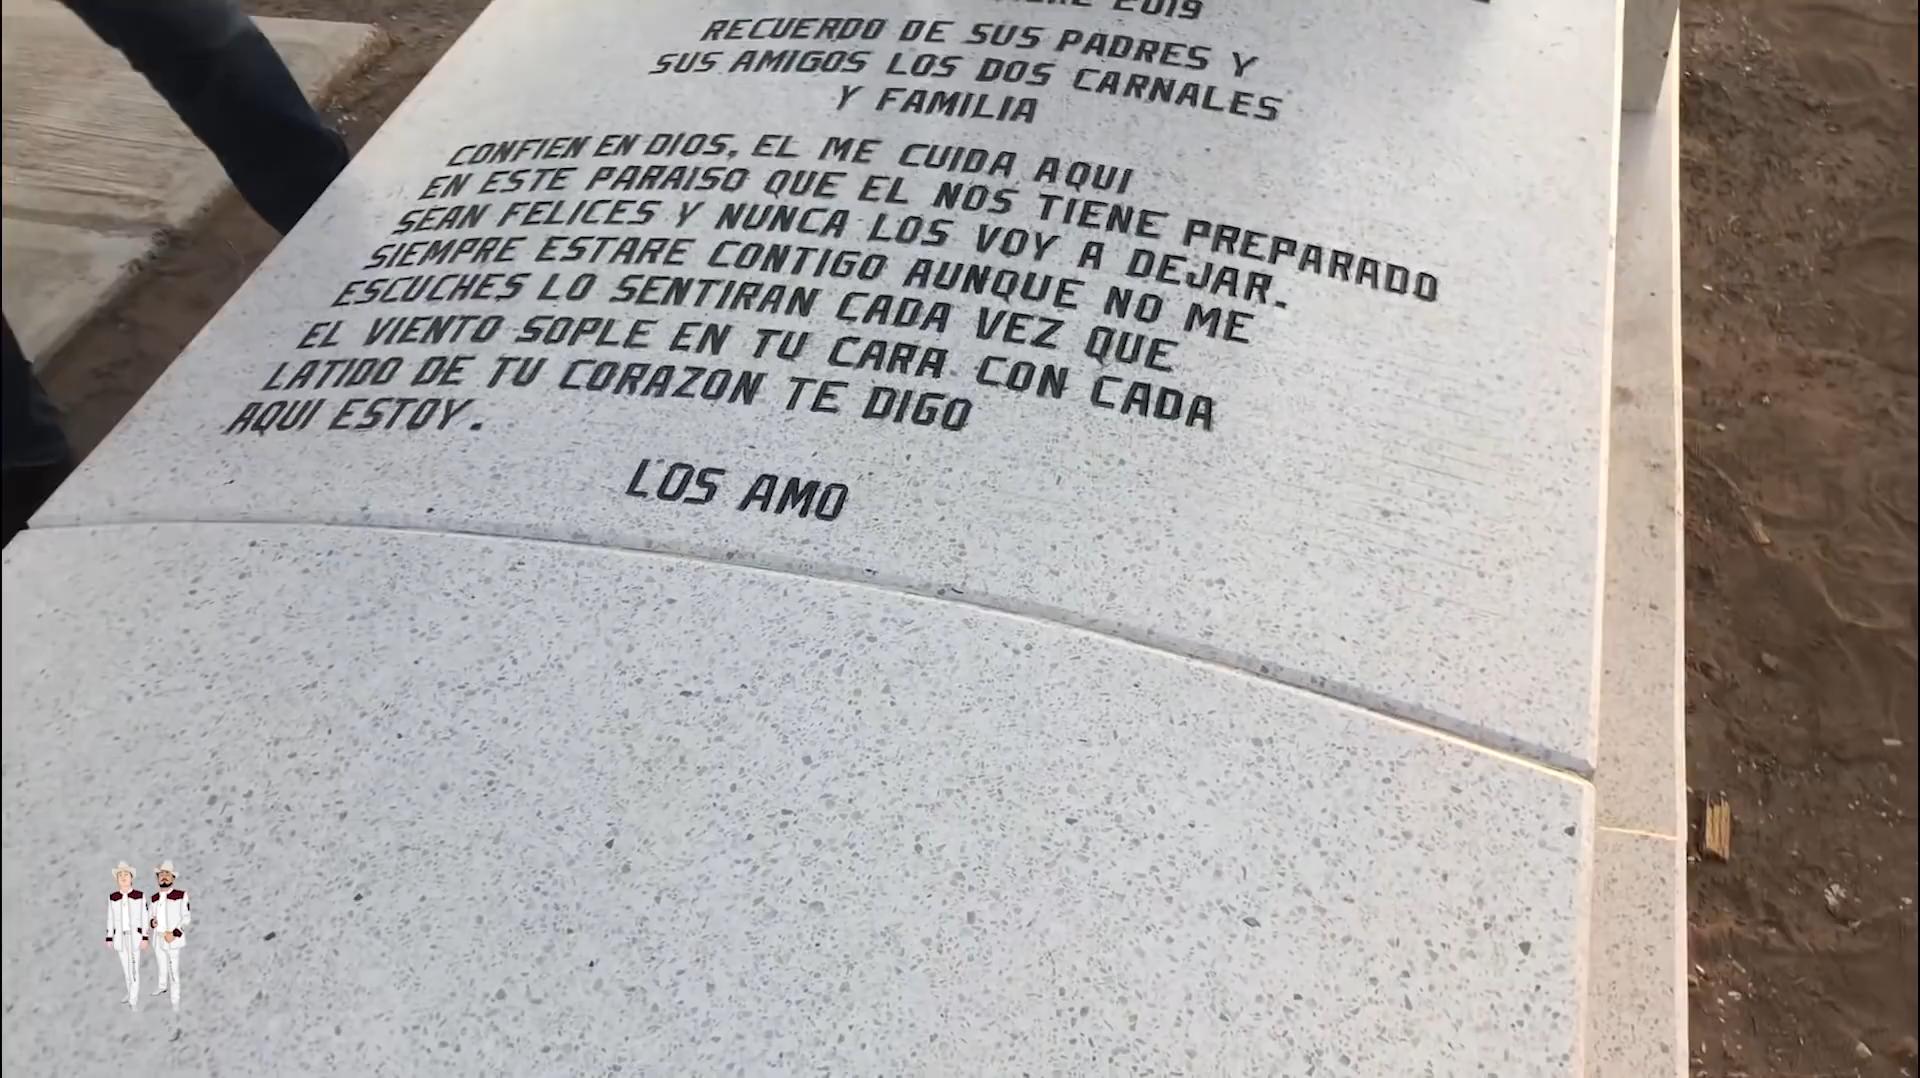 2019
RECUERDO DE SUS PADRES Y
SUS AMIGOS LOS DOS CARNALES
Y FAMILIA
CONFIEN EN DIOS, EL ME CUIDA AQUI
EN ESTE PARAISO QUE EL NOS TIENE PREPARADO
SEAN FELICES Y NUNCA LOS VOY A DEJAR.
SIEMPRE ESTARE CONTIGO AUNQUE NO ME
ESCUCHES LO SENTIRAN CADA VEZ QUE
EL VIENTO SOPLE EN TU CARA CON CADA
LATIDO DE TU CORAZON TE DIGO
AQUI ESTOY.
LOS AMO